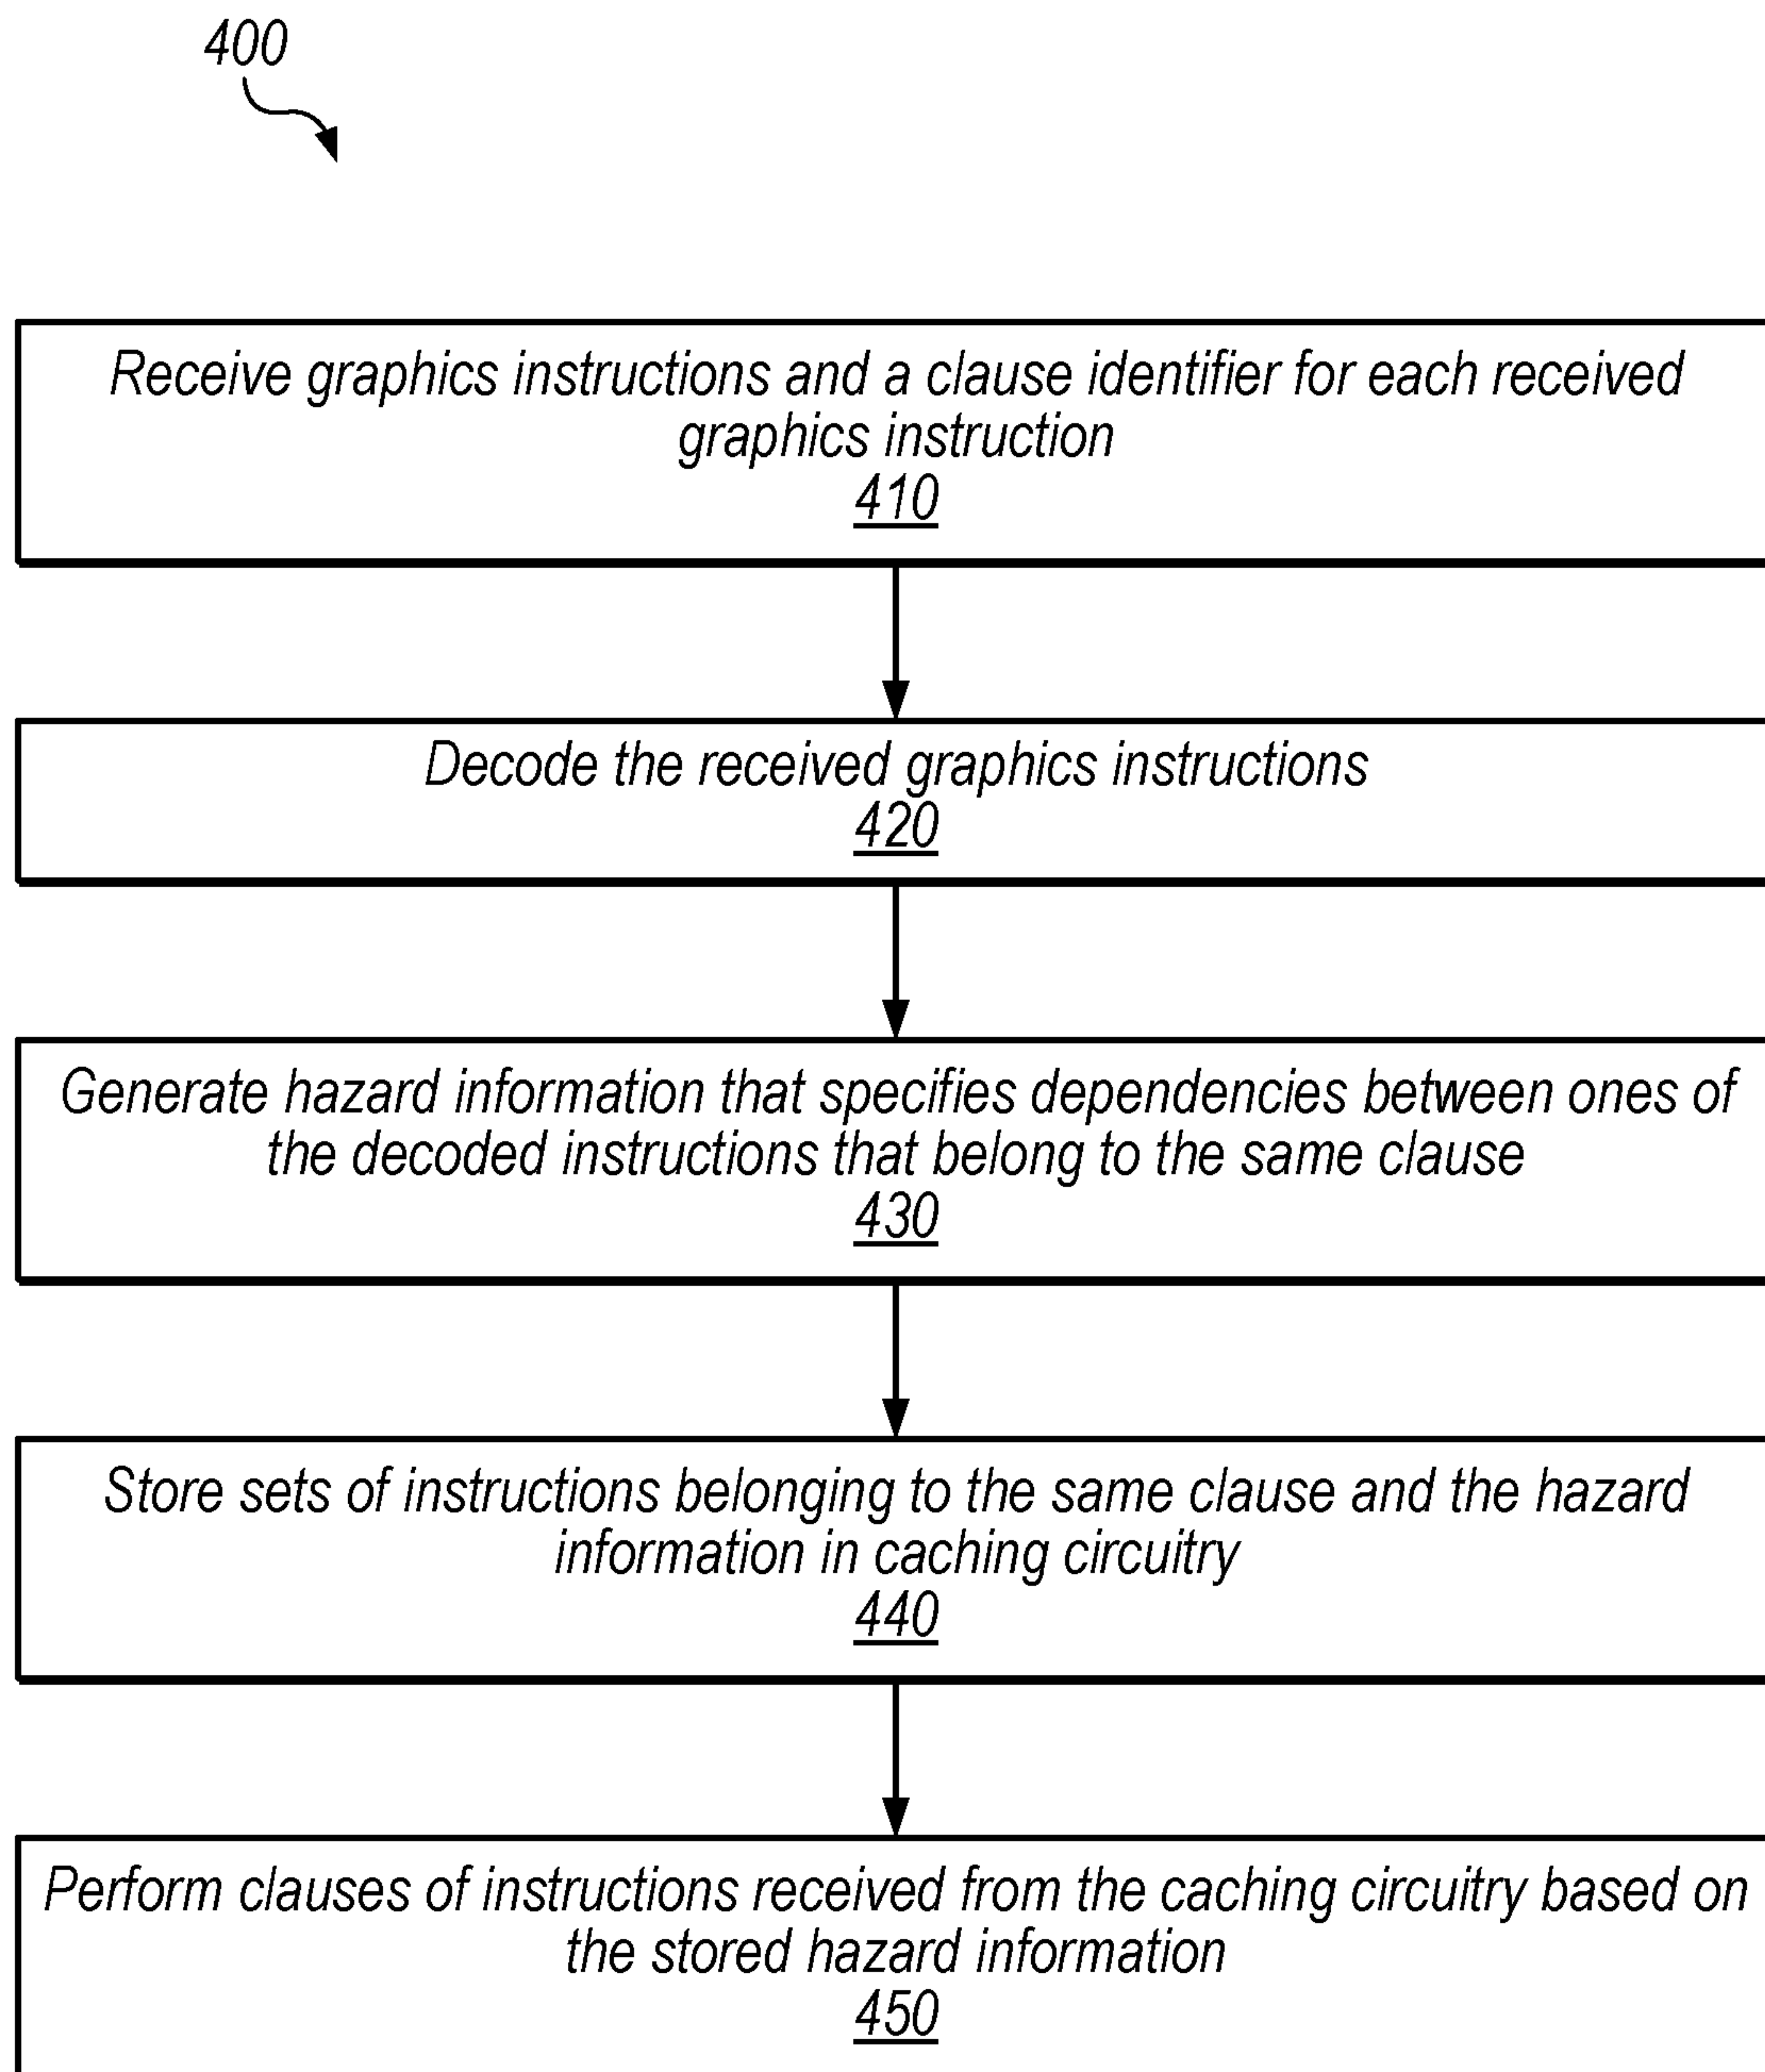 400
Receive graphics instructions and a clause identifier for each received
graphics instruction
410
Decode the received graphics instructions
420
Generate hazard information that specifies dependencies between ones of
the decoded instructions that belong to the same clause
430
Store sets of instructions belonging to the same clause and the hazard
information in caching circuitry
440
Perform clauses of instructions received from the caching circuitry based on
the stored hazard information
450